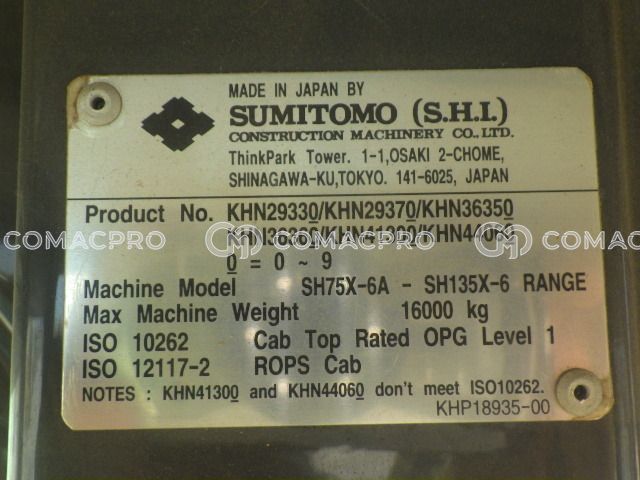 MADE IN JAPAN BY
SUMITOMO (S.H.I.)
CONSTRUCTION MACHINERY CO., LTD.
ThinkPark Tower. 1-1,OSAKI 2-CHOME,
SHINAGAWA-KU,TOKYO. 141-6025, JAPAN
Product No. KHN29330/KHN29370/KHN36350
COMACPRO COMACPRO COMACPRO
0 = 0 ~ 9
Machine Model SH75X-6A - SH135X-6 RANGE
Max Machine Weight 16000 kg
ISO 10262 Cab Top Rated OPG Level 1
ISO 12117-2 ROPS Cab
NOTES : KHN41300 and KHN44060 don't meet ISO10262.
KHP18935-00